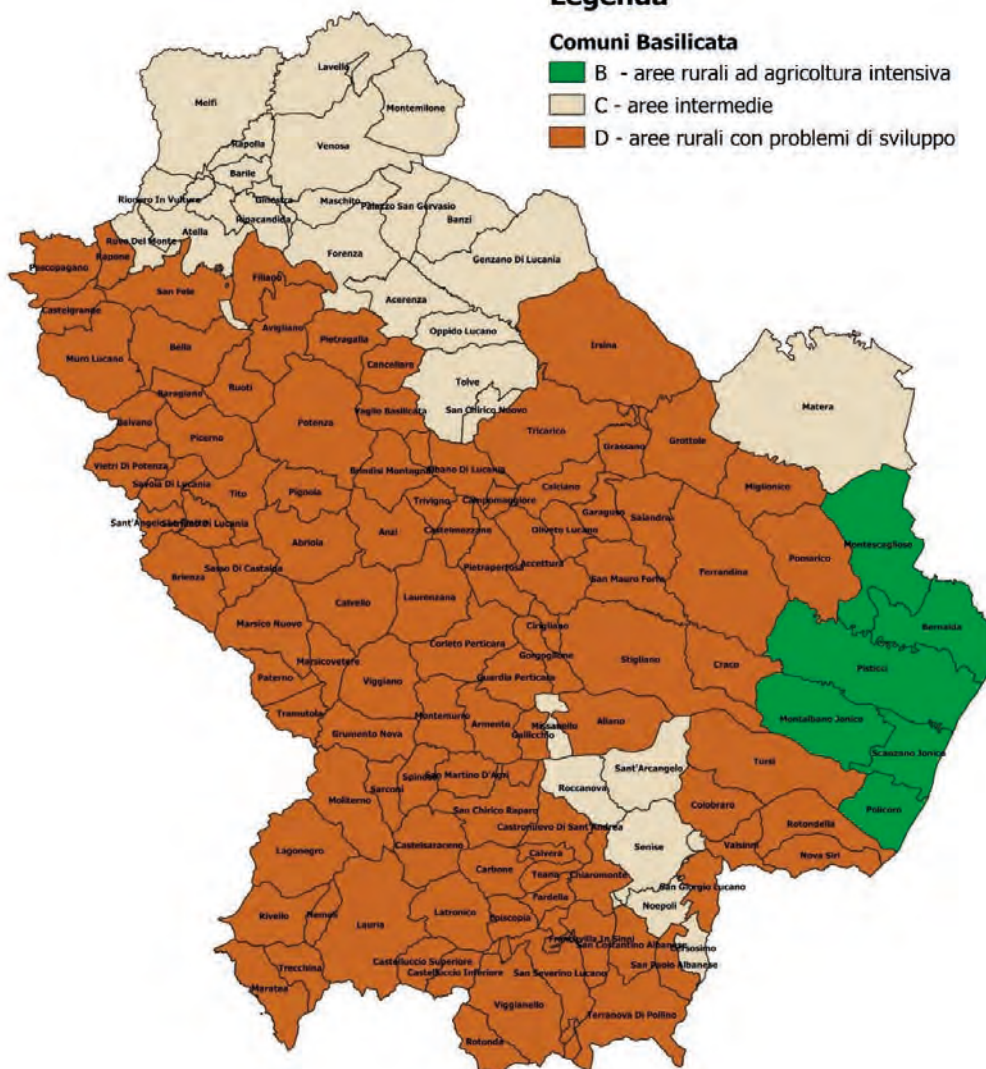 Legenda
Comuni Basilicata
B - aree rurali ad agricoltura intensiva
C - aree intermedie
D - aree rurali con problemi di sviluppo
Lavello
Melfi
Montemilone
Rapolla
Venosa
Barile
Rionero In Vulture
Ginestra
Maschito
Palazzo San Gervasio
Ripacandida
Banzi
Atella
Ruvo Del Monte
Forenza
Genzano Di Lucania
Rapone
Pescopagano
Filiano
San Fele
Acerenza
Castelgrande
Avigliano
Oppido Lucano
Pietragalla
Irsina
Bella
Muro Lucano
Cancellara
Tolve
Ruoti
Baragiano
Matera
Vaglio Basilicata
San Chirico Nuovo
Balvano
Potenza
Tricarico
Picerno
Grassano
Grottole
Vietri Di Potenza
Brindisi Montagna
Albano Di Lucania
Savoia Di Lucania
Tito
Pignola
Calciano
Miglionico
Trivigno
Campomaggiore
Garaguso
Salandra
Sant'Angelo Le Fratte
Anzi
Castelmezzano
Oliveto Lucano
Abriola
Pomarico
Montescaglioso
Sasso Di Castalda
Pietrapertosa
Accettura
Ferrandina
Brienza
San Mauro Forte
Calvello
Laurenzana
Marsico Nuovo
Cirigliano
Bernalda
Corleto Perticara
Gorgoglione
Stigliano
Craco
Pisticci
Marsicovetere
Paterno
Viggiano
Guardia Perticara
Tramutola
Montemurro
Armento
Missanello
Aliano
Montalbano Jonico
Grumento Nova
Gallicchio
Scanzano Jonico
Tursi
Sant'Arcangelo
Spinoso
San Martino D'Agri
Sarconi
Roccanova
Moliterno
Colobraro
Policoro
San Chirico Raparo
Rotondella
Castronuovo Di Sant'Andrea
Castelsaraceno
Senise
Valsinni
Nova Siri
Lagonegro
Calvera
Carbone
Teana
Chiaromonte
San Giorgio Lucano
Fardella
Noepoli
Rivello
Nemoli
Latronico
Episcopia
Lauria
Francavilla In Sinni
San Costantino Albanese
Cersosimo
Castelluccio Superiore
San Paolo Albanese
Trecchina
Castelluccio Inferiore
San Severino Lucano
Maratea
Viggianello
Terranova Di Pollino
Rotonda